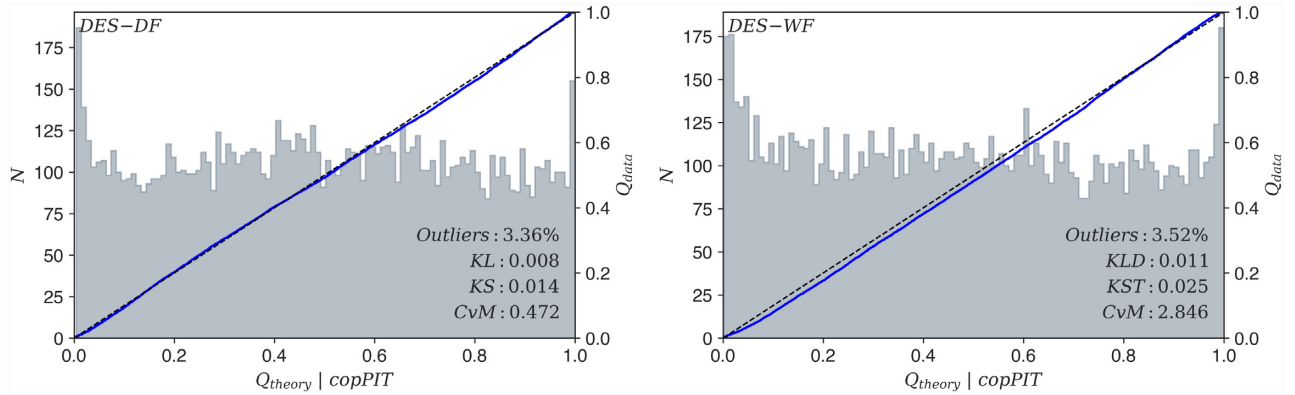 DES−DF
175
150
125
100
75
50
25
0
N
1.0
0.8
0.6
0.4
0.2
0.0
Q_data
Outliers : 3.36%
KL : 0.008
KS : 0.014
CvM : 0.472
0.0 0.2 0.4 0.6 0.8 1.0
Q_theory | copPIT
DES−WF
175
150
125
100
75
50
25
0
N
1.0
0.8
0.6
0.4
0.2
0.0
Q_data
Outliers : 3.52%
KLD : 0.011
KST : 0.025
CvM : 2.846
0.0 0.2 0.4 0.6 0.8 1.0
Q_theory | copPIT